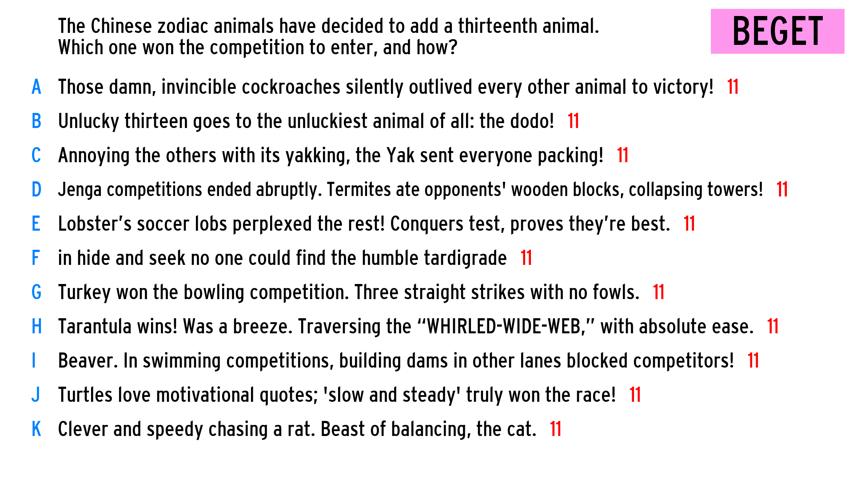 The Chinese zodiac animals have decided to add a thirteenth animal.
Which one won the competition to enter, and how?
BEGET
A Those damn, invincible cockroaches silently outlived every other animal to victory! 11
B Unlucky thirteen goes to the unluckiest animal of all: the dodo! 11
C Annoying the others with its yakking, the Yak sent everyone packing! 11
D Jenga competitions ended abruptly. Termites ate opponents' wooden blocks, collapsing towers! 11
E Lobster’s soccer lobs perplexed the rest! Conquers test, proves they’re best. 11
F in hide and seek no one could find the humble tardigrade 11
G Turkey won the bowling competition. Three straight strikes with no fowls. 11
H Tarantula wins! Was a breeze. Traversing the “WHIRLED-WIDE-WEB,” with absolute ease. 11
I Beaver. In swimming competitions, building dams in other lanes blocked competitors! 11
J Turtles love motivational quotes; 'slow and steady' truly won the race! 11
K Clever and speedy chasing a rat. Beast of balancing, the cat. 11